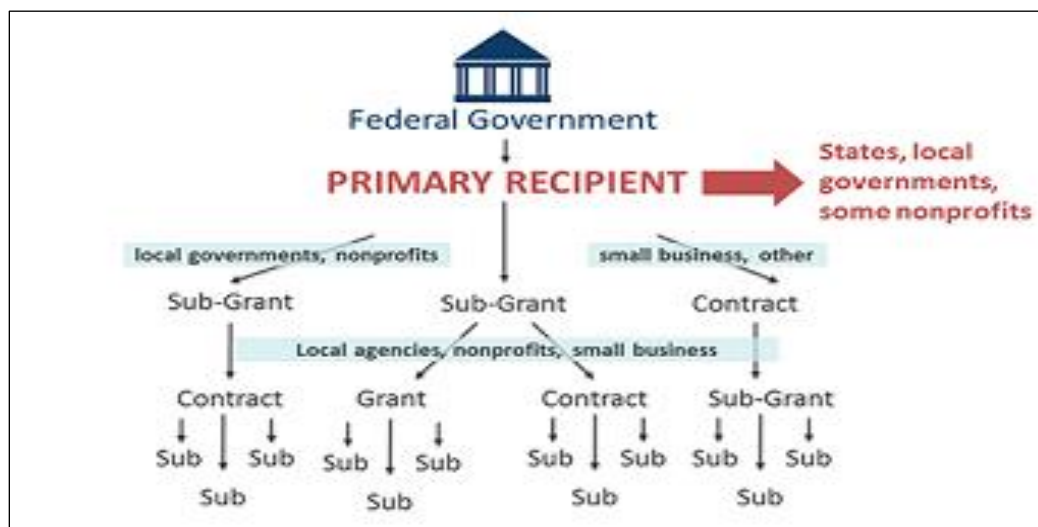 Federal Government
PRIMARY RECIPIENT
States, local
governments,
some nonprofits
local governments, nonprofits
small business, other
Sub-Grant
Sub-Grant
Contract
Local agencies, nonprofits, small business
Contract
Grant
Contract
Sub-Grant
Sub
Sub
Sub
Sub
Sub
Sub
Sub
Sub
Sub
Sub
Sub
Sub